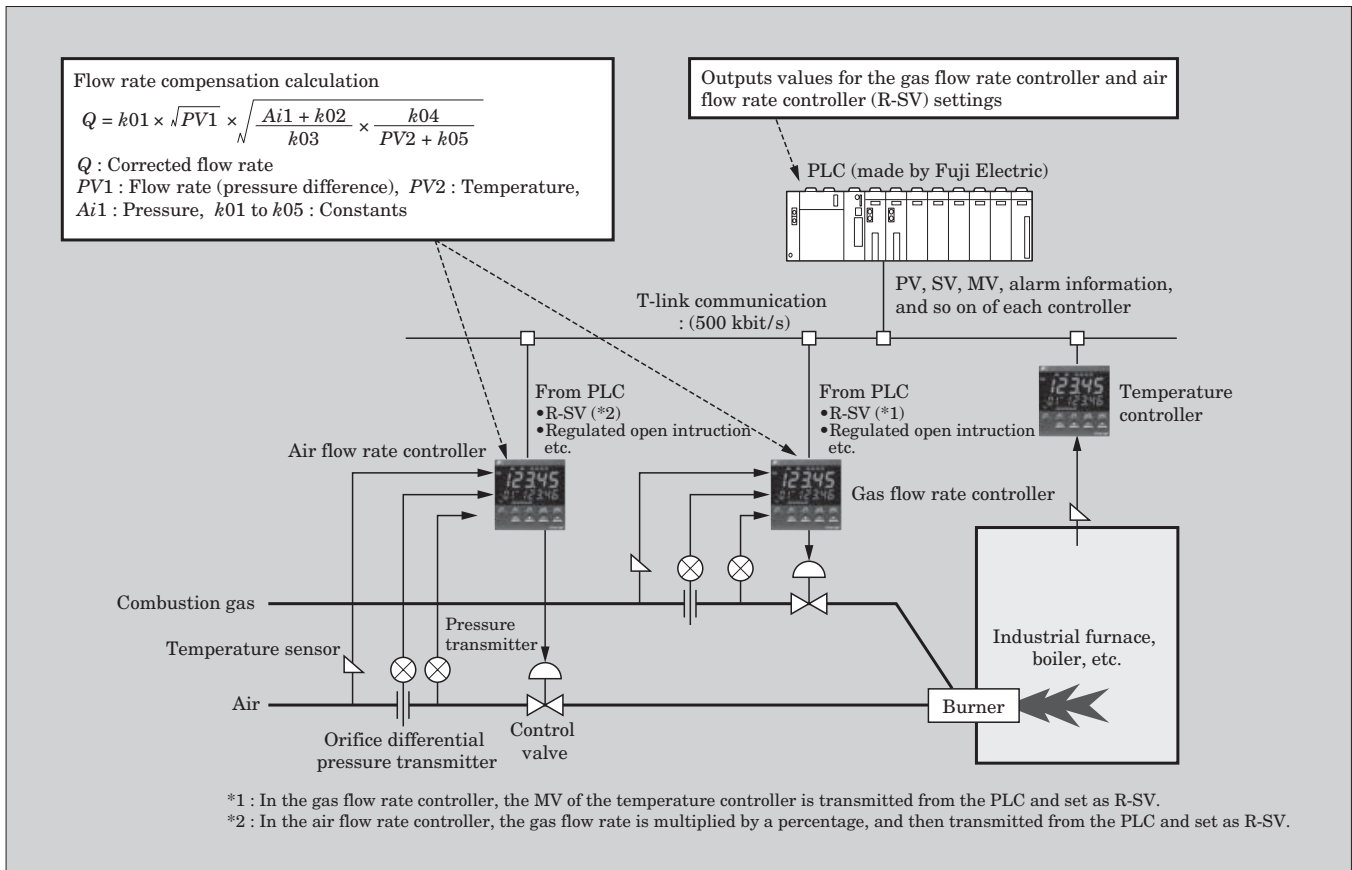 Flow rate compensation calculation
Q = k01 × √PV1 × √((Ai1 + k02)/k03 × k04/(PV2 + k05))
Q : Corrected flow rate
PV1 : Flow rate (pressure difference), PV2 : Temperature,
Ai1 : Pressure, k01 to k05 : Constants
Outputs values for the gas flow rate controller and air
flow rate controller (R-SV) settings
PLC (made by Fuji Electric)
PV, SV, MV, alarm information,
and so on of each controller
T-link communication
: (500 kbit/s)
From PLC
•R-SV (*2)
•Regulated open intruction
etc.
From PLC
•R-SV (*1)
•Regulated open intruction
etc.
Temperature
controller
Air flow rate controller
Gas flow rate controller
12345
12345
12345
Combustion gas
Temperature sensor
Pressure
transmitter
Air
Orifice differential
pressure transmitter
Control
valve
Industrial furnace,
boiler, etc.
Burner
*1 : In the gas flow rate controller, the MV of the temperature controller is transmitted from the PLC and set as R-SV.
*2 : In the air flow rate controller, the gas flow rate is multiplied by a percentage, and then transmitted from the PLC and set as R-SV.